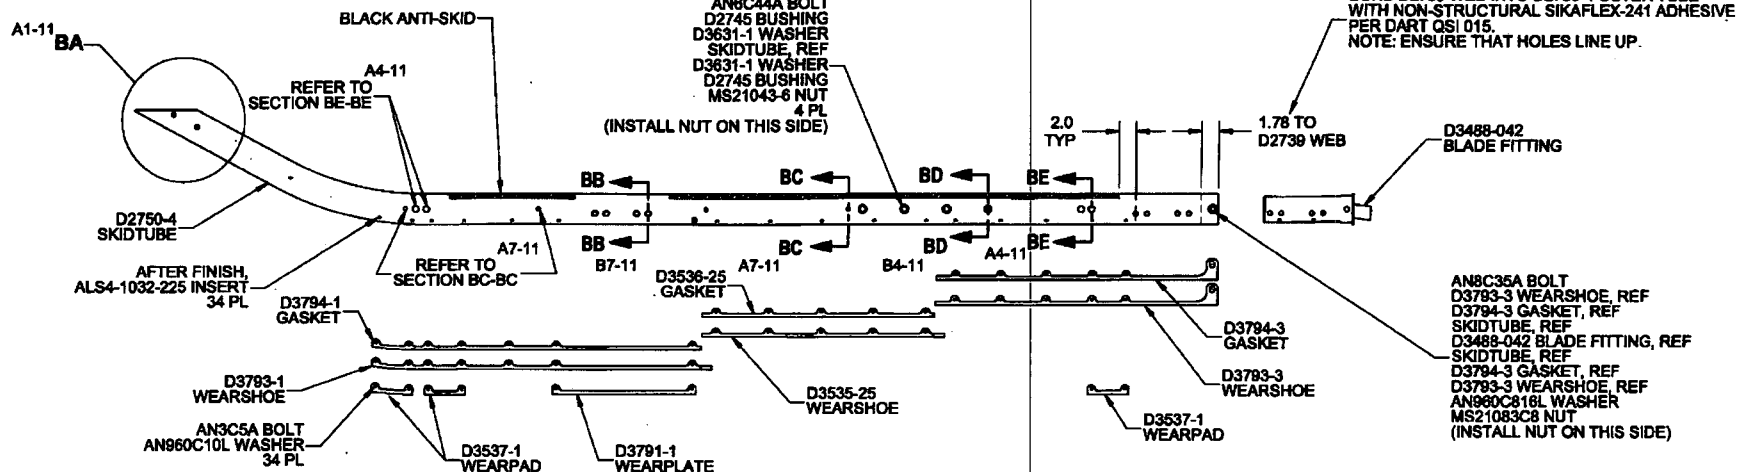 A1-11
BA
BLACK ANTI-SKID
A4-11
REFER TO
SECTION BE-BE
AN6C44A BOLT
D2745 BUSHING
D3631-1 WASHER
SKIDTUBE, REF
D3631-1 WASHER
D2745 BUSHING
MS21043-6 NUT
4 PL
(INSTALL NUT ON THIS SIDE)
WITH NON-STRUCTURAL SIKAFLEX-241 ADHESIVE
PER DART QSI 015.
NOTE: ENSURE THAT HOLES LINE UP.
2.0
TYP
1.78 TO
D2739 WEB
D3488-042
BLADE FITTING
BB
BC
BD
BE
D2750-4
SKIDTUBE
BB
BC
BD
BE
A7-11
REFER TO
SECTION BC-BC
B7-11
A7-11
B4-11
A4-11
AFTER FINISH,
ALS4-1032-225 INSERT
34 PL
D3794-1
GASKET
D3536-25
GASKET
D3794-3
GASKET
D3793-1
WEARSHOE
D3535-25
WEARSHOE
D3793-3
WEARSHOE
AN3C5A BOLT
AN960C10L WASHER
34 PL
D3537-1
WEARPAD
D3791-1
WEARPLATE
D3537-1
WEARPAD
AN8C35A BOLT
D3793-3 WEARSHOE, REF
D3794-3 GASKET, REF
SKIDTUBE, REF
D3488-042 BLADE FITTING, REF
SKIDTUBE, REF
D3794-3 GASKET, REF
D3793-3 WEARSHOE, REF
AN960C816L WASHER
MS21083C8 NUT
(INSTALL NUT ON THIS SIDE)